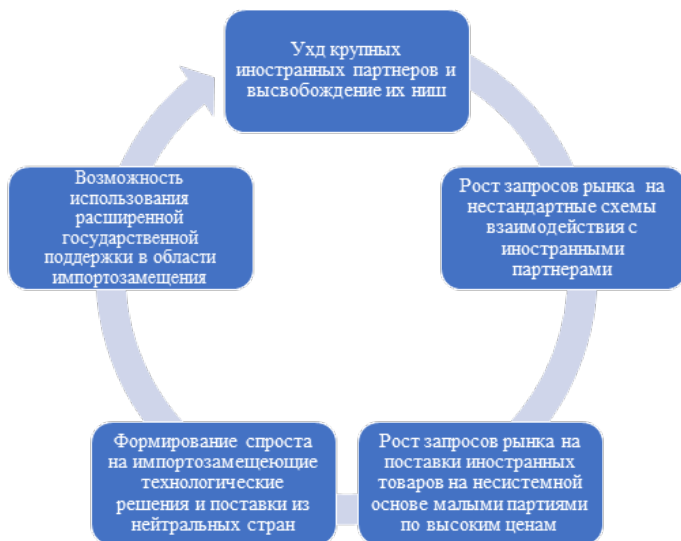 Ухд крупных
иностранных партнеров и
высвобождение их ниш
Рост запросов рынка на
нестандартные схемы
взаимодействия с
иностранными
партнерами
Рост запросов рынка на
поставки иностранных
товаров на несистемной
основе малыми партиями
по высоким ценам
Формирование спроста
на импортозамещеющие
технологические
решения и поставки из
нейтральных стран
Возможность
использования
расширенной
государственной
поддержки в области
импортозамещения